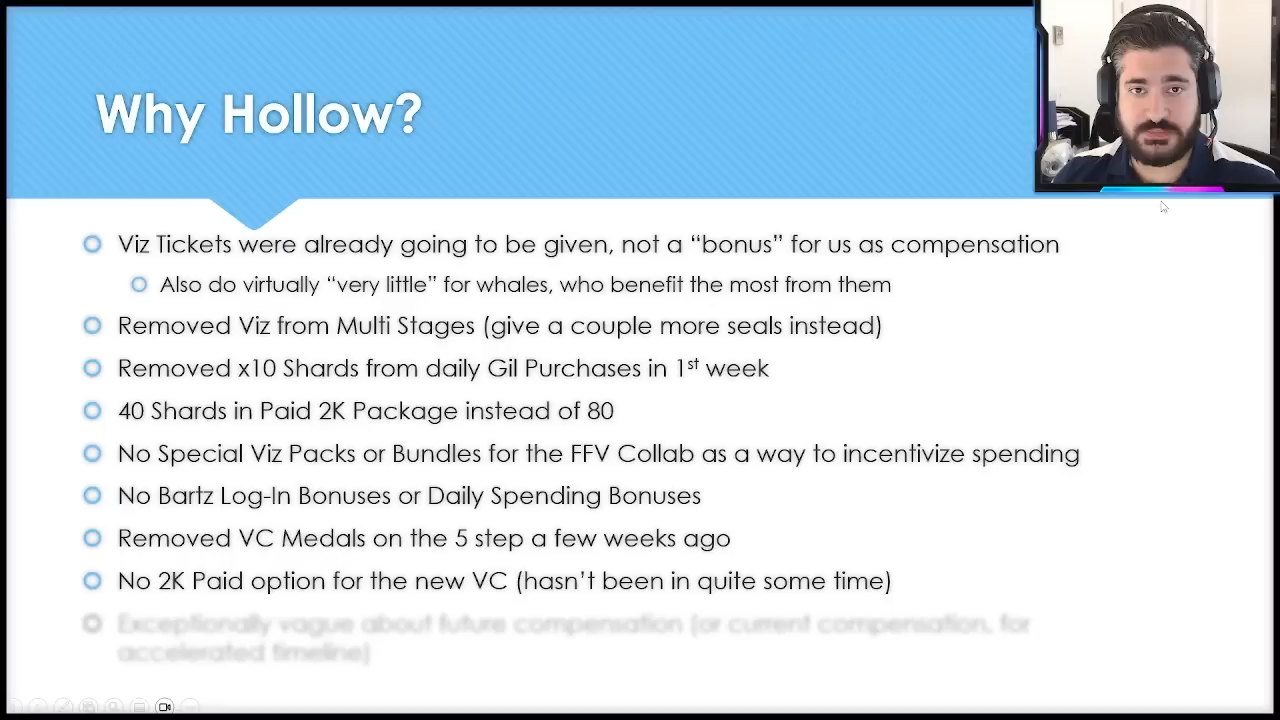 Why Hollow?
Viz Tickets were already going to be given, not a “bonus” for us as compensation
Also do virtually “very little” for whales, who benefit the most from them
Removed Viz from Multi Stages (give a couple more seals instead)
Removed x10 Shards from daily Gil Purchases in 1st week
40 Shards in Paid 2K Package instead of 80
No Special Viz Packs or Bundles for the FFV Collab as a way to incentivize spending
No Bartz Log-In Bonuses or Daily Spending Bonuses
Removed VC Medals on the 5 step a few weeks ago
No 2K Paid option for the new VC (hasn’t been in quite some time)
Exceptionally vague about future compensation (or current compensation, for
accelerated timeline)